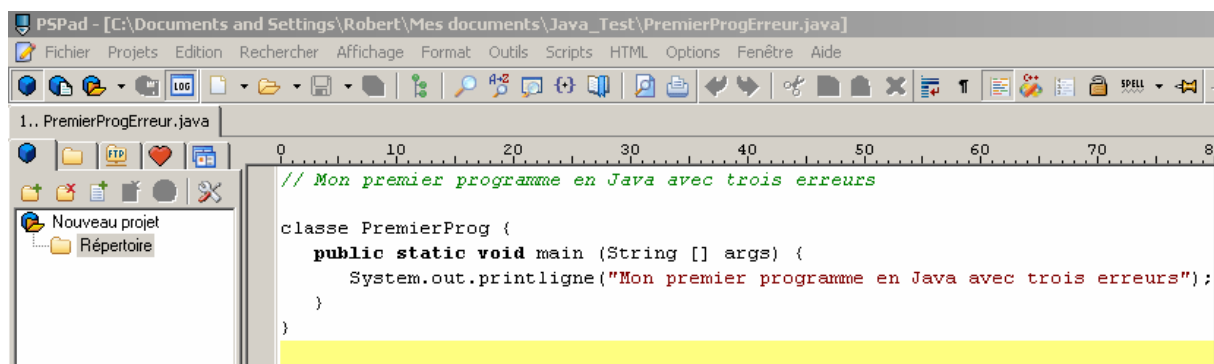 PSPad - [C:\Documents and Settings\Robert\Mes documents\Java_Test\PremierProgErreur.java]
Fichier Projets Edition Rechercher Affichage Format Outils Scripts HTML Options Fenêtre Aide
LOG SPELL
1.. PremierProgErreur.java
FTP
0 10 20 30 40 50 60 70 8
Nouveau projet
Répertoire
// Mon premier programme en Java avec trois erreurs
classe PremierProg {
public static void main (String [] args) {
System.out.printligne("Mon premier programme en Java avec trois erreurs");
}
}